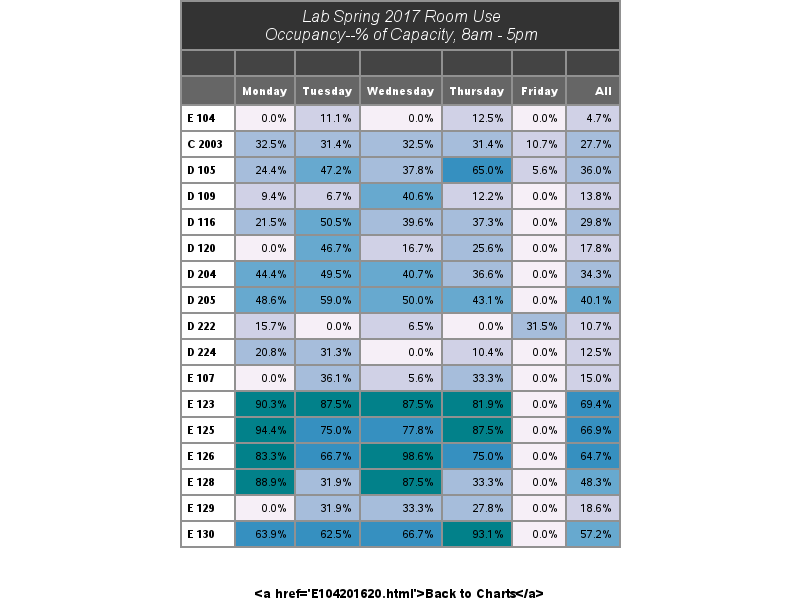 Lab Spring 2017 Room Use
Occupancy--% of Capacity, 8am - 5pm
Monday Tuesday Wednesday Thursday Friday All
E 104 0.0% 11.1% 0.0% 12.5% 0.0% 4.7%
C 2003 32.5% 31.4% 32.5% 31.4% 10.7% 27.7%
D 105 24.4% 47.2% 37.8% 65.0% 5.6% 36.0%
D 109 9.4% 6.7% 40.6% 12.2% 0.0% 13.8%
D 116 21.5% 50.5% 39.6% 37.3% 0.0% 29.8%
D 120 0.0% 46.7% 16.7% 25.6% 0.0% 17.8%
D 204 44.4% 49.5% 40.7% 36.6% 0.0% 34.3%
D 205 48.6% 59.0% 50.0% 43.1% 0.0% 40.1%
D 222 15.7% 0.0% 6.5% 0.0% 31.5% 10.7%
D 224 20.8% 31.3% 0.0% 10.4% 0.0% 12.5%
E 107 0.0% 36.1% 5.6% 33.3% 0.0% 15.0%
E 123 90.3% 87.5% 87.5% 81.9% 0.0% 69.4%
E 125 94.4% 75.0% 77.8% 87.5% 0.0% 66.9%
E 126 83.3% 66.7% 98.6% 75.0% 0.0% 64.7%
E 128 88.9% 31.9% 87.5% 33.3% 0.0% 48.3%
E 129 0.0% 31.9% 33.3% 27.8% 0.0% 18.6%
E 130 63.9% 62.5% 66.7% 93.1% 0.0% 57.2%
<a href='E104201620.html'>Back to Charts</a>